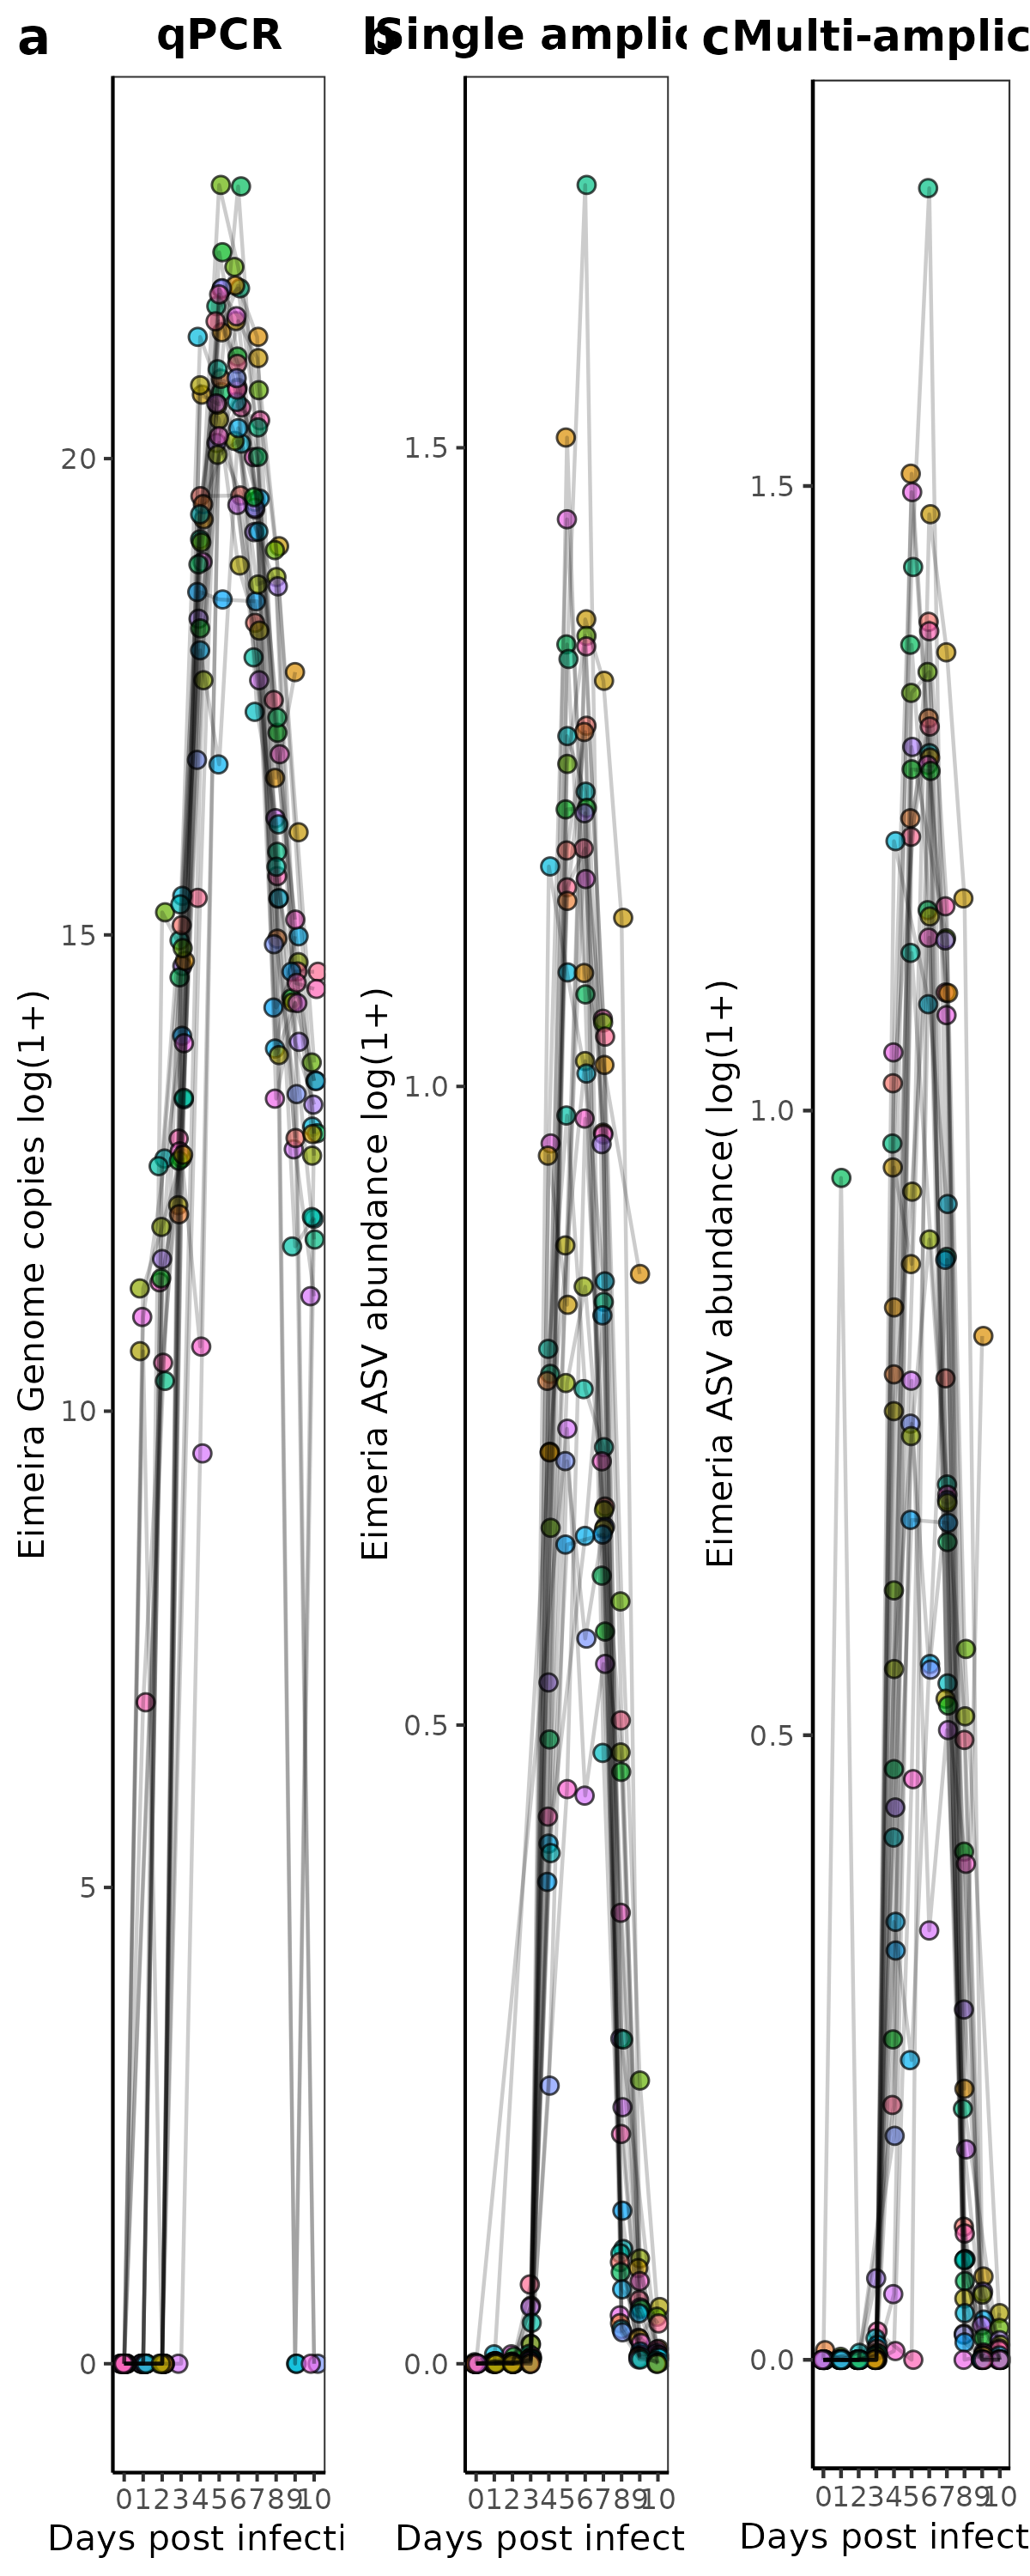 a
qPCR
b
Single amplic
c
Multi-amplic
Eimeira Genome copies log(1+)
20
15
10
5
0
0 1 2 3 4 5 6 7 8 9 10
Days post infecti
Eimeria ASV abundance log(1+)
1.5
1.0
0.5
0.0
0 1 2 3 4 5 6 7 8 9 10
Days post infect
Eimeria ASV abundance( log(1+)
1.5
1.0
0.5
0.0
0 1 2 3 4 5 6 7 8 9 10
Days post infect